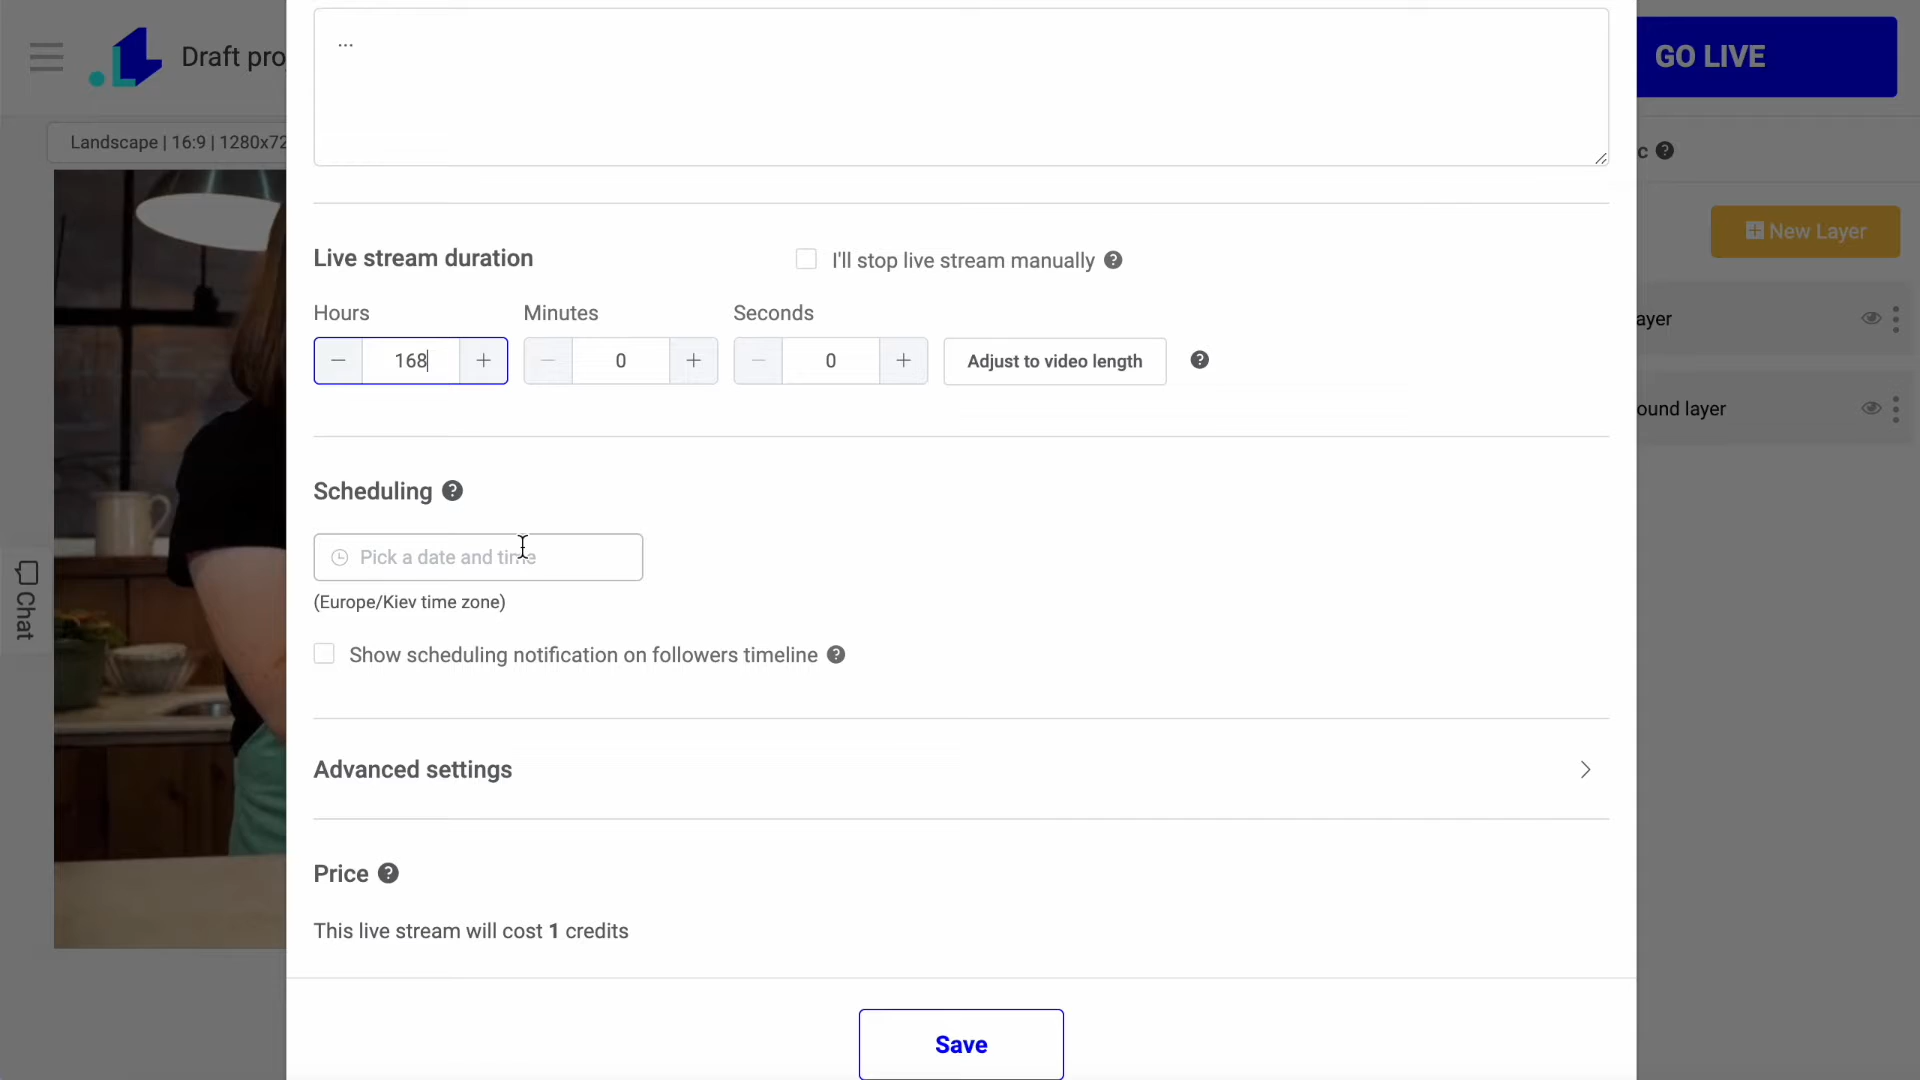 Draft pro
GO LIVE
...
Landscape | 16:9 | 1280x72
c ?
New Layer
Live stream duration
I'll stop live stream manually ?
Hours
Minutes
Seconds
− 168 +
− 0 +
− 0 +
Adjust to video length ?
ayer
ound layer
Scheduling ?
Pick a date and time
(Europe/Kiev time zone)
Chat
Show scheduling notification on followers timeline ?
Advanced settings
Price ?
This live stream will cost 1 credits
Save